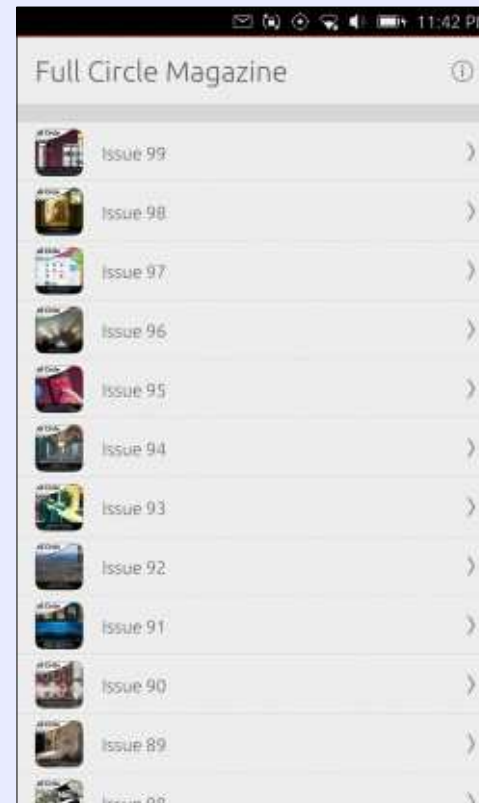 11:42 PM
Full Circle Magazine
Issue 99
Issue 98
Issue 97
Issue 96
Issue 95
Issue 94
Issue 93
Issue 92
Issue 91
Issue 90
Issue 89